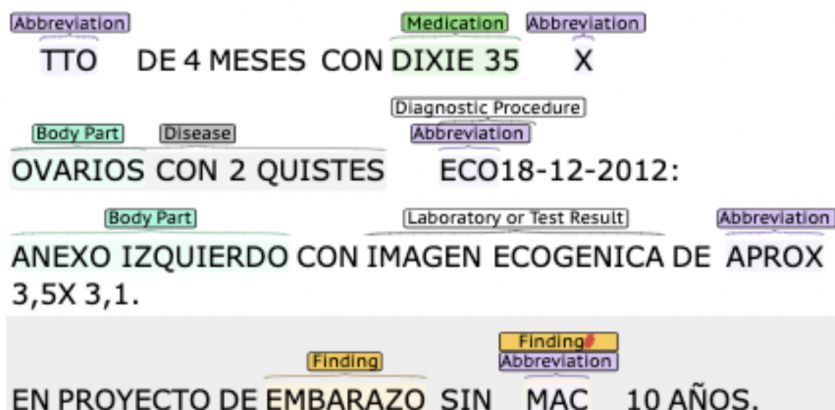 Abbreviation Medication Abbreviation
TTO DE 4 MESES CON DIXIE 35 X
Diagnostic Procedure
Body Part Disease Abbreviation
OVARIOS CON 2 QUISTES ECO18-12-2012:
Body Part Laboratory or Test Result Abbreviation
ANEXO IZQUIERDO CON IMAGEN ECOGENICA DE APROX
3,5X 3,1.
Finding
Finding Abbreviation
EN PROYECTO DE EMBARAZO SIN MAC 10 AÑOS.